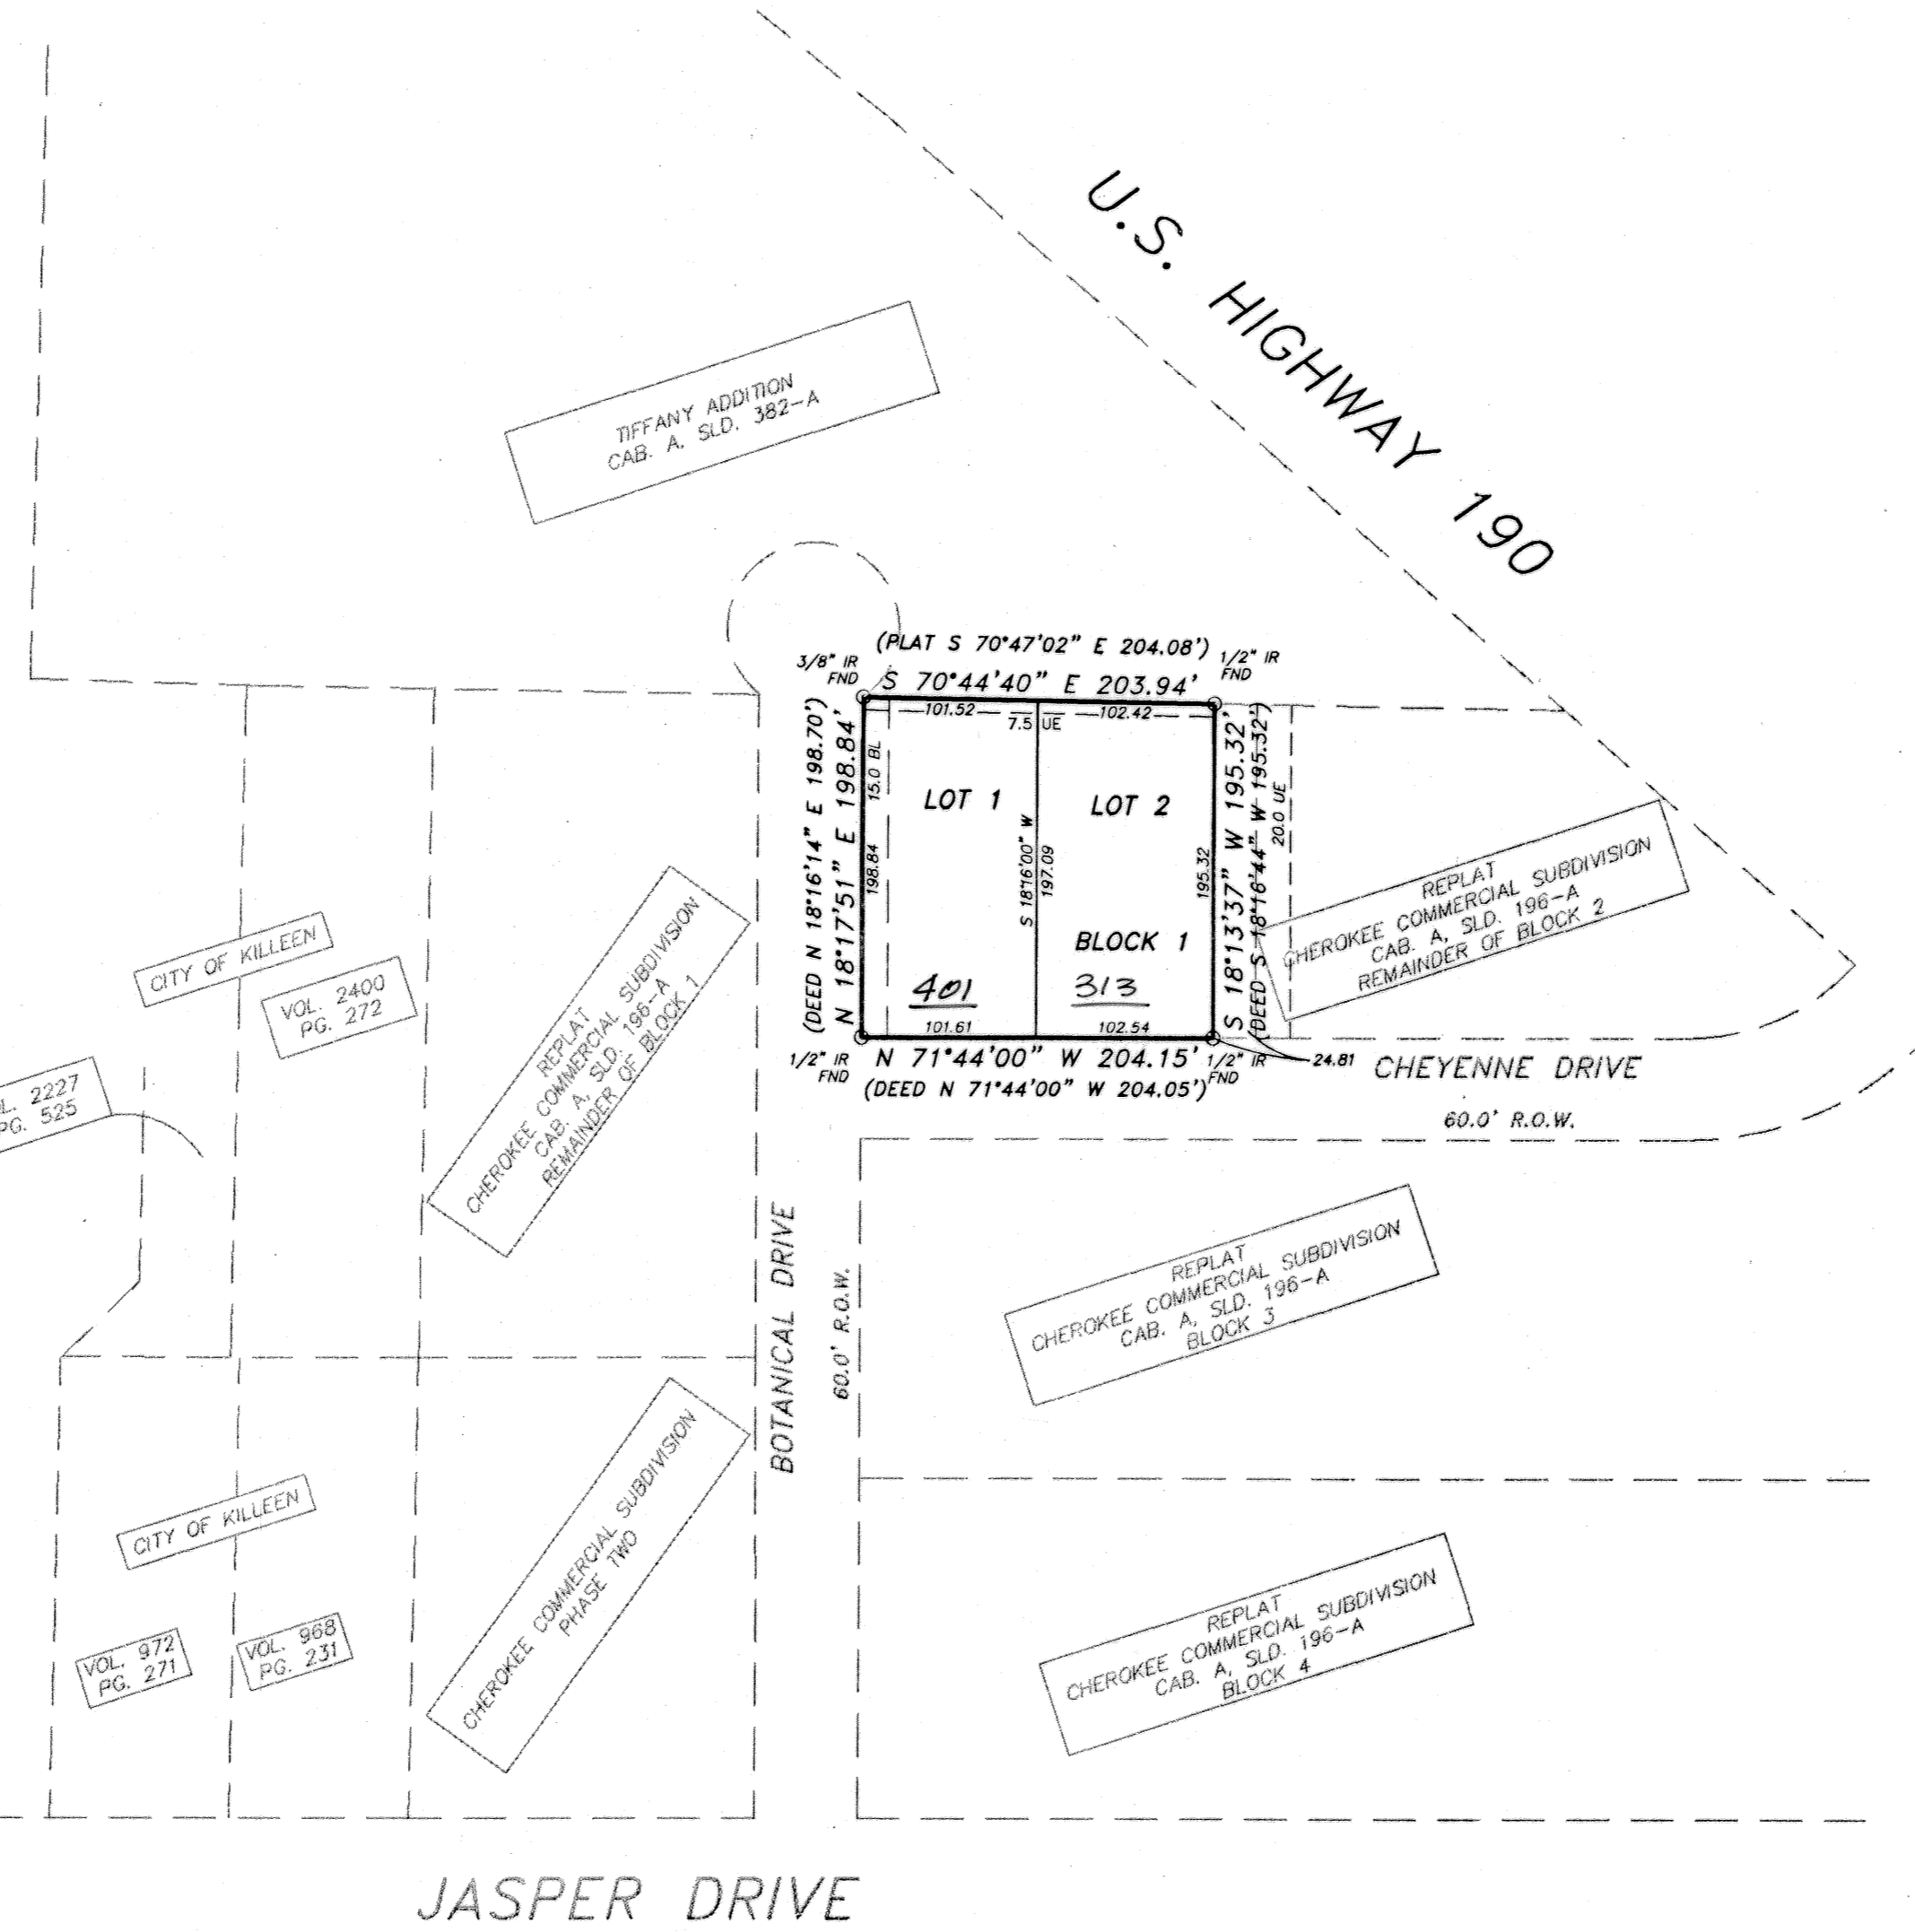 U.S. HIGHWAY 190
TIFFANY ADDITION
CAB. A, SLD. 382-A
(PLAT S 70°47'02" E 204.08')
3/8" IR
FND
S 70°44'40" E 203.94'
1/2" IR
FND
101.52
7.5 UE
102.42
(DEED N 18°16'14" E 198.70')
N 18°17'51" E 198.84'
15.0 BL
198.84
LOT 1
S 18°16'00" W
197.09
LOT 2
BLOCK 1
195.32
S 18°13'37" W 195.32'
(DEED S 18°16'44" W 195.32')
20.0 UE
401
313
101.61
102.54
1/2" IR
FND
N 71°44'00" W 204.15'
(DEED N 71°44'00" W 204.05')
1/2" IR
FND
24.81
CHEYENNE DRIVE
60.0' R.O.W.
REPLAT
CHEROKEE COMMERCIAL SUBDIVISION
CAB. A, SLD. 196-A
REMAINDER OF BLOCK 2
CITY OF KILLEEN
VOL. 2400
PG. 272
REPLAT
CHEROKEE COMMERCIAL SUBDIVISION
CAB. A, SLD. 196-A
REMAINDER OF BLOCK 1
L. 2227
PG. 525
BOTANICAL DRIVE
60.0' R.O.W.
REPLAT
CHEROKEE COMMERCIAL SUBDIVISION
CAB. A, SLD. 196-A
BLOCK 3
CITY OF KILLEEN
CHEROKEE COMMERCIAL SUBDIVISION
PHASE TWO
VOL. 972
PG. 271
VOL. 968
PG. 231
REPLAT
CHEROKEE COMMERCIAL SUBDIVISION
CAB. A, SLD. 196-A
BLOCK 4
JASPER DRIVE